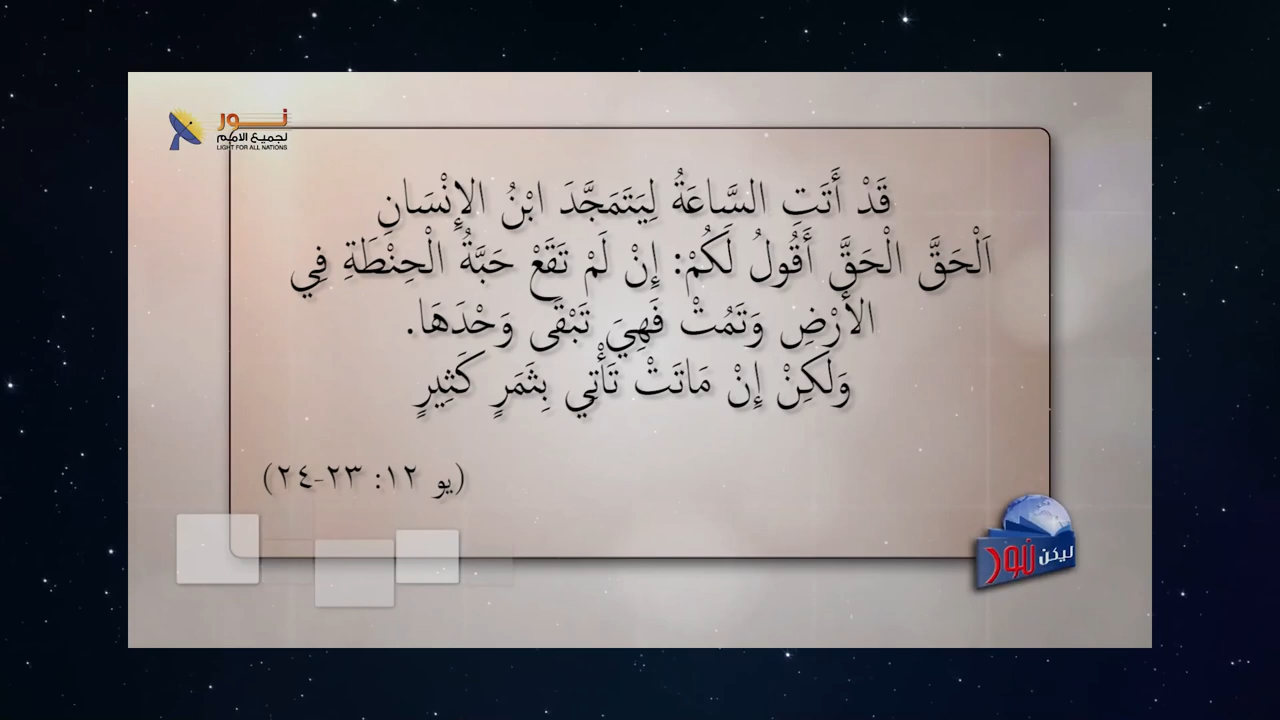 نور
لجميع الأمم
LIGHT FOR ALL NATIONS
قَدْ أَتَتِ السَّاعَةُ لِيَتَمَجَّدَ ابْنُ الإِنْسَانِ
اَلْحَقَّ الْحَقَّ أَقُولُ لَكُمْ: إِنْ لَمْ تَقَعْ حَبَّةُ الْحِنْطَةِ فِي
الأَرْضِ وَتَمُتْ فَهِيَ تَبْقَى وَحْدَهَا.
وَلكِنْ إِنْ مَاتَتْ تَأْتِي بِثَمَرٍ كَثِيرٍ
(يو ١٢: ٢٣-٢٤)
ليكن نور